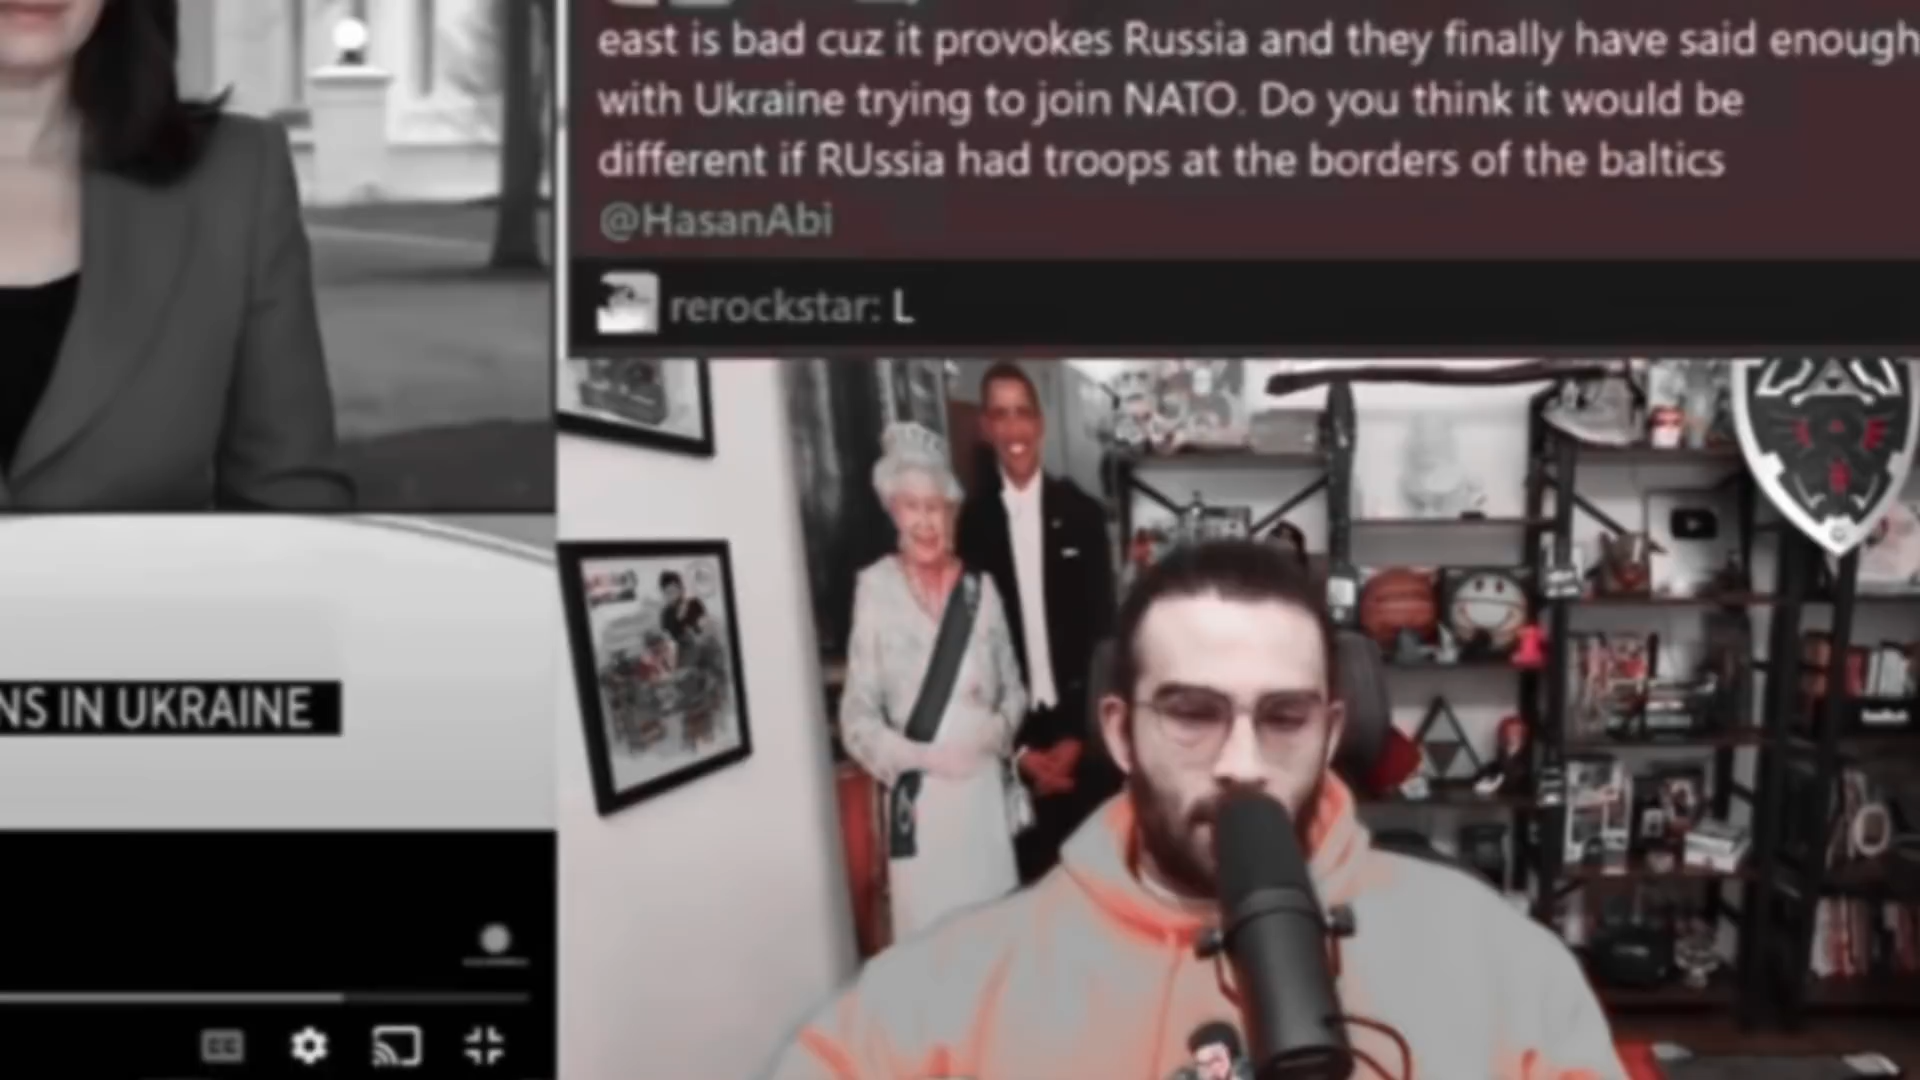 east is bad cuz it provokes Russia and they finally have said enough
with Ukraine trying to join NATO. Do you think it would be
different if RUssia had troops at the borders of the baltics
@HasanAbi
rerockstar: L
NS IN UKRAINE
CC